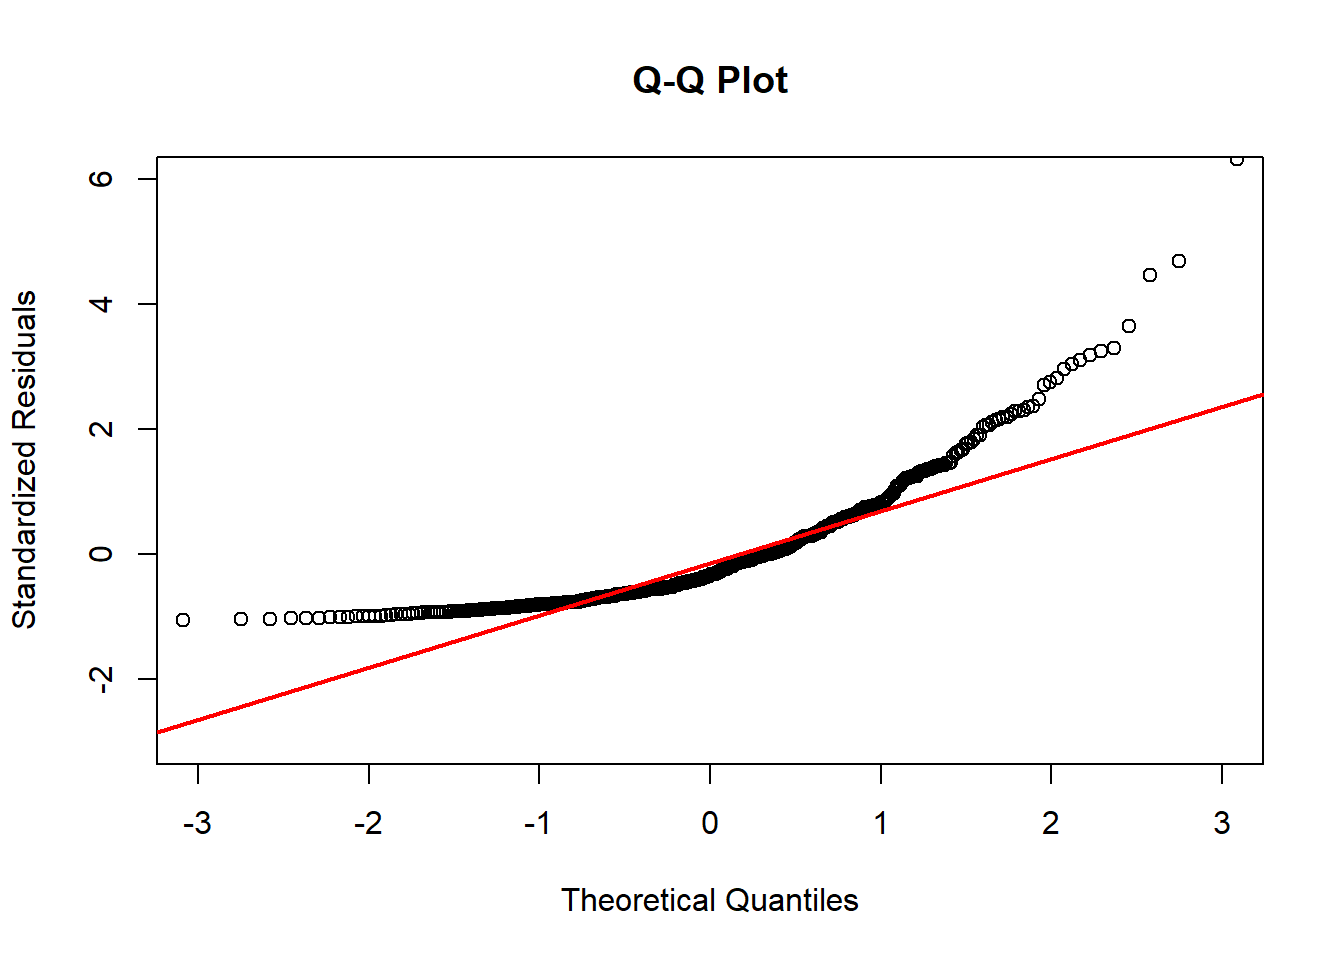 Q-Q Plot
Standardized Residuals
6
4
2
0
-2
-3 -2 -1 0 1 2 3
Theoretical Quantiles